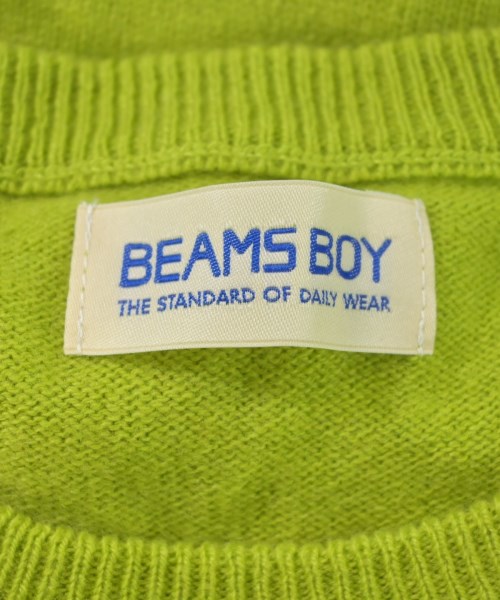 BEAMS BOY
THE STANDARD OF DAILY WEAR